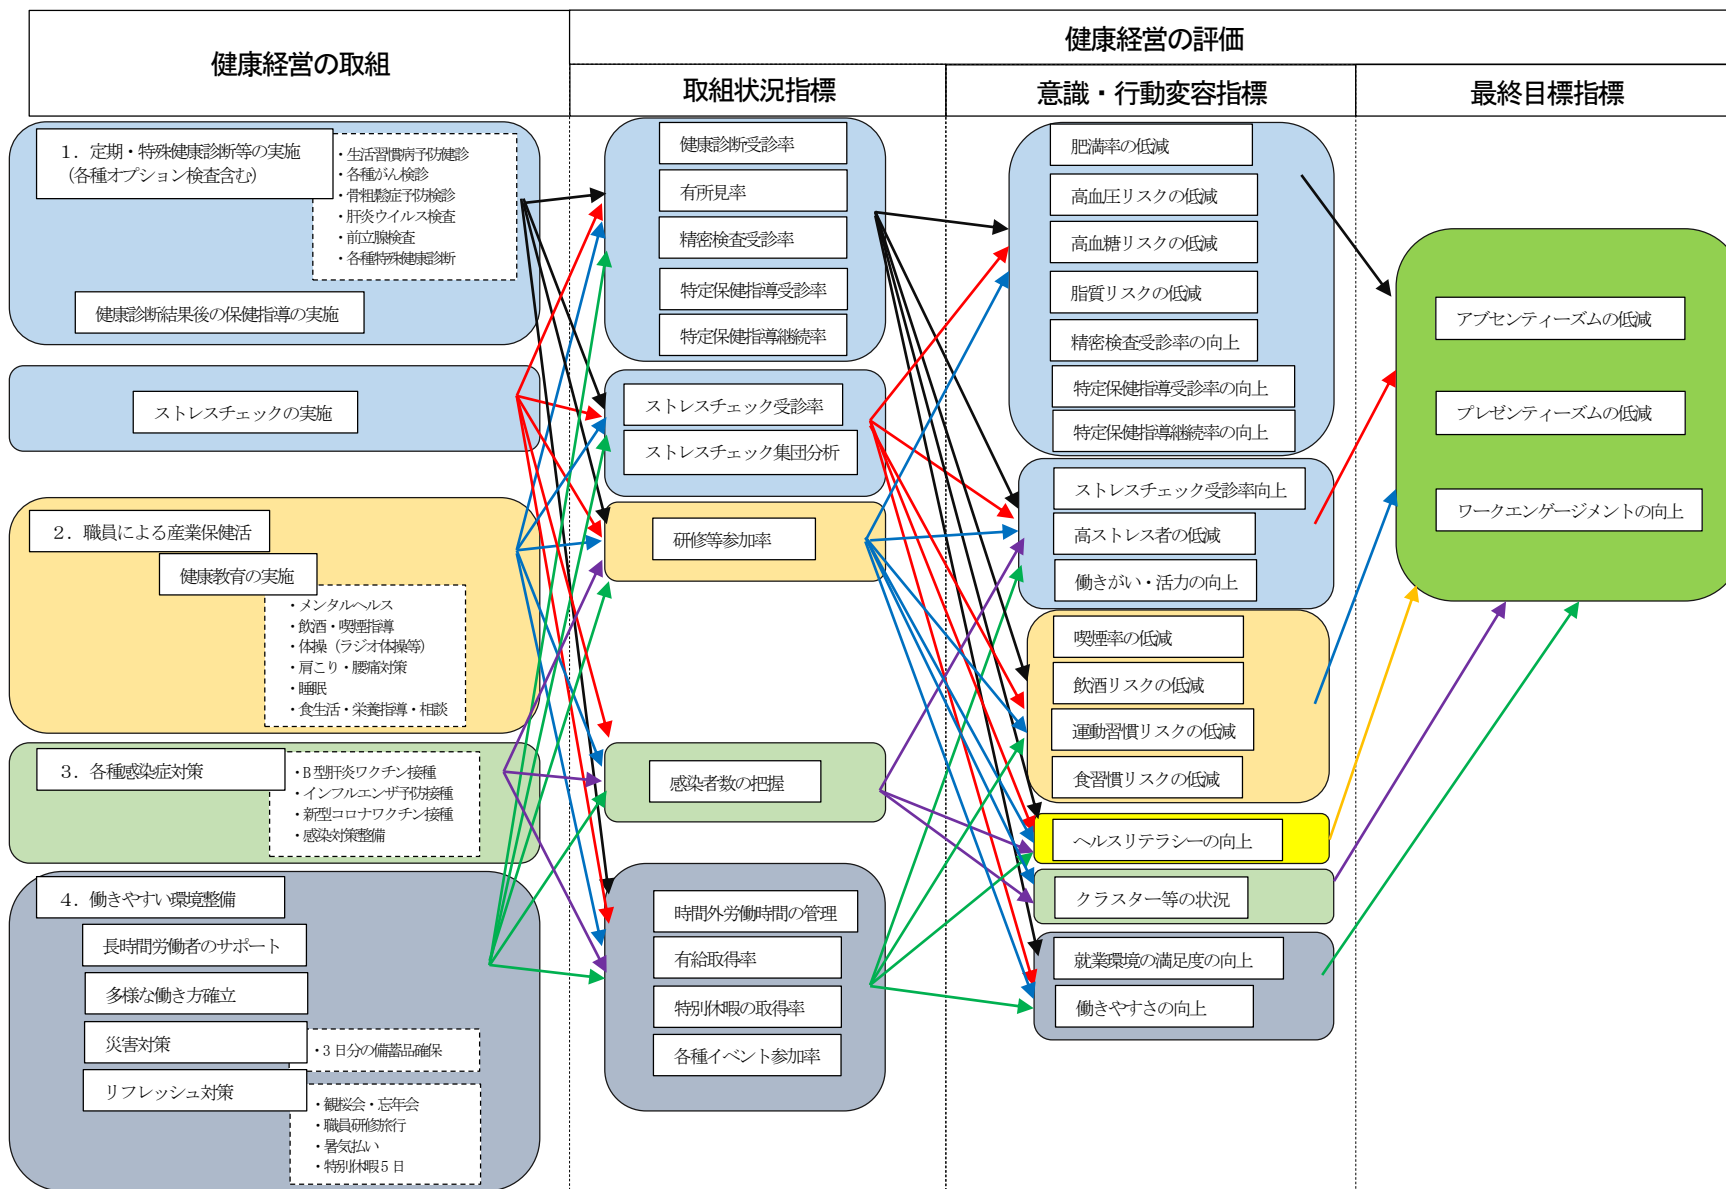 健康経営の取組
健康経営の評価
取組状況指標
意識・行動変容指標
最終目標指標
1．定期・特殊健康診断等の実施
（各種オプション検査含む）
・生活習慣病予防健診
・各種がん検診
・骨粗鬆症予防検診
・肝炎ウイルス検査
・前立腺検査
・各種特殊健康診断
健康診断結果後の保健指導の実施
ストレスチェックの実施
2．職員による産業保健活
健康教育の実施
・メンタルヘルス
・飲酒・喫煙指導
・体操（ラジオ体操等）
・肩こり・腰痛対策
・睡眠
・食生活・栄養指導・相談
3．各種感染症対策
・B型肝炎ワクチン接種
・インフルエンザ予防接種
・新型コロナワクチン接種
・感染対策整備
4．働きやすい環境整備
長時間労働者のサポート
多様な働き方確立
災害対策
・3日分の備蓄品確保
リフレッシュ対策
・観桜会・忘年会
・職員研修旅行
・暑気払い
・特別休暇5日
健康診断受診率
有所見率
精密検査受診率
特定保健指導受診率
特定保健指導継続率
ストレスチェック受診率
ストレスチェック集団分析
研修等参加率
感染者数の把握
時間外労働時間の管理
有給取得率
特別休暇の取得率
各種イベント参加率
肥満率の低減
高血圧リスクの低減
高血糖リスクの低減
脂質リスクの低減
精密検査受診率の向上
特定保健指導受診率の向上
特定保健指導継続率の向上
ストレスチェック受診率向上
高ストレス者の低減
働きがい・活力の向上
喫煙率の低減
飲酒リスクの低減
運動習慣リスクの低減
食習慣リスクの低減
ヘルスリテラシーの向上
クラスター等の状況
就業環境の満足度の向上
働きやすさの向上
アブセンティーズムの低減
プレゼンティーズムの低減
ワークエンゲージメントの向上